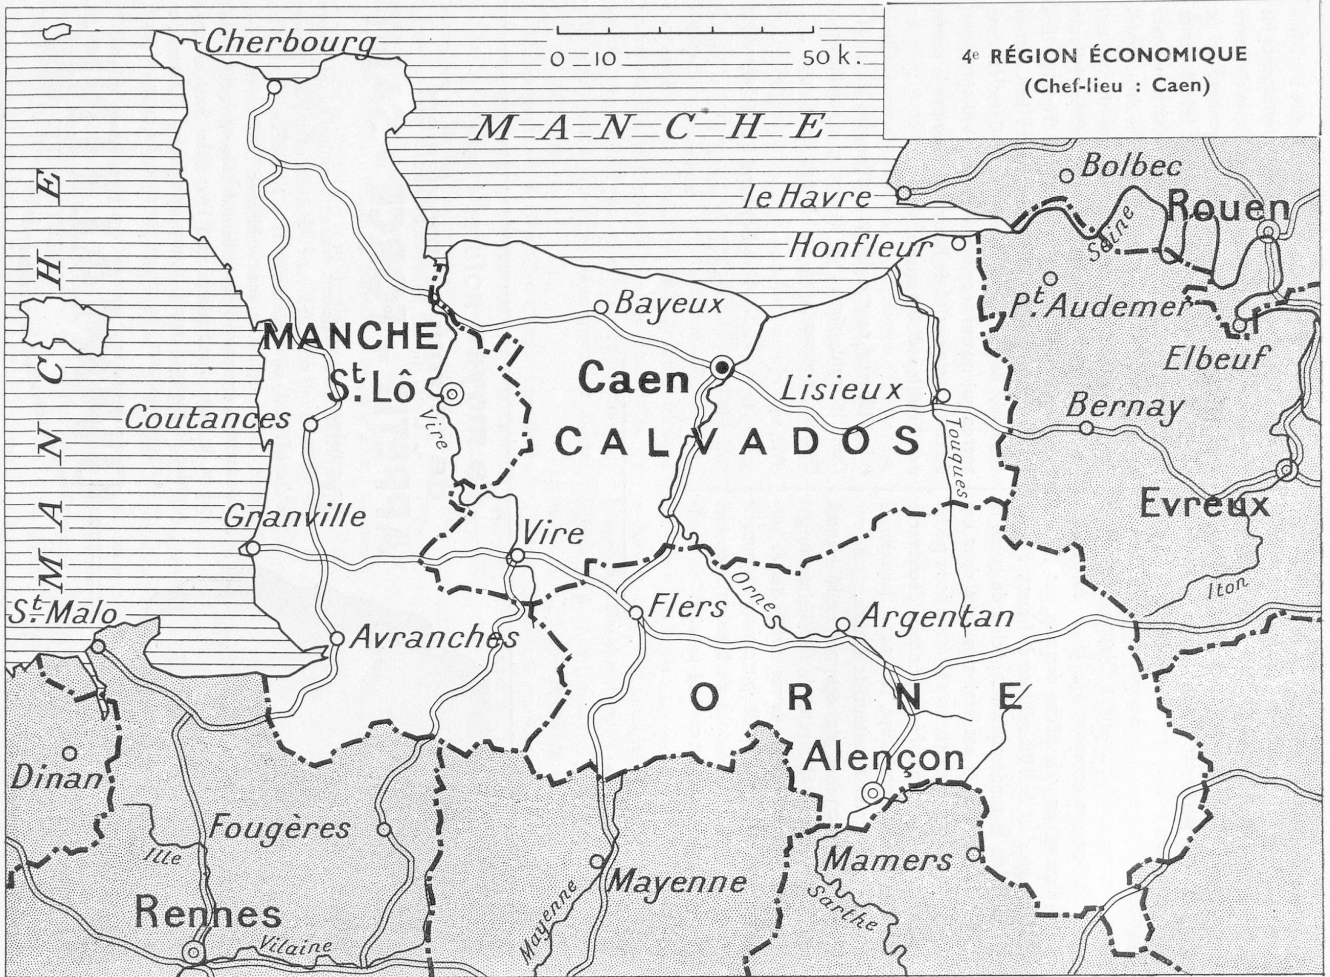 Cherbourg
0 10 50 k.
4e RÉGION ÉCONOMIQUE
(Chef-lieu : Caen)
MANCHE
MANCHE
Bolbec
le Havre
Rouen
Seine
Honfleur
Pt. Audemer
Bayeux
MANCHE
Elbeuf
St. Lô
Caen
Lisieux
Coutances
Vire
Bernay
CALVADOS
Touques
Evreux
Granville
Vire
Orne
Iton
St. Malo
Flers
Argentan
Avranches
ORNE
Alençon
Dinan
Fougères
Ille
Mamers
Mayenne
Rennes
Mayenne
Sarthe
Vilaine